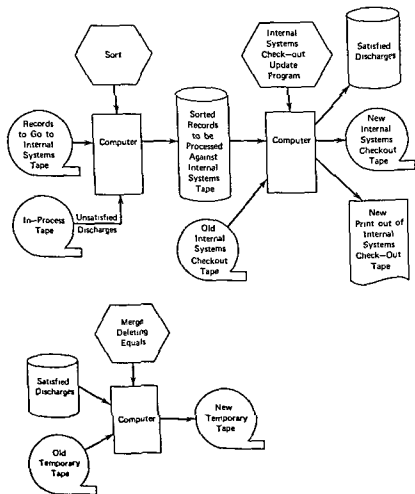 Sort
Internal
Systems
Check-out
Update
Program
Satisfied
Discharges
Records
to Go to
Internal
Systems
Tape
Computer
Sorted
Records
to be
Processed
Against
Internal
Systems
Tape
Computer
New
Internal
Systems
Checkout
Tape
In-Process
Tape
Unsatisfied
Discharges
Old
Internal
Systems
Checkout
Tape
New
Print out of
Internal
Systems
Check-Out
Tape
Merge
Deleting
Equals
Satisfied
Discharges
Computer
New
Temporary
Tape
Old
Temporary
Tape